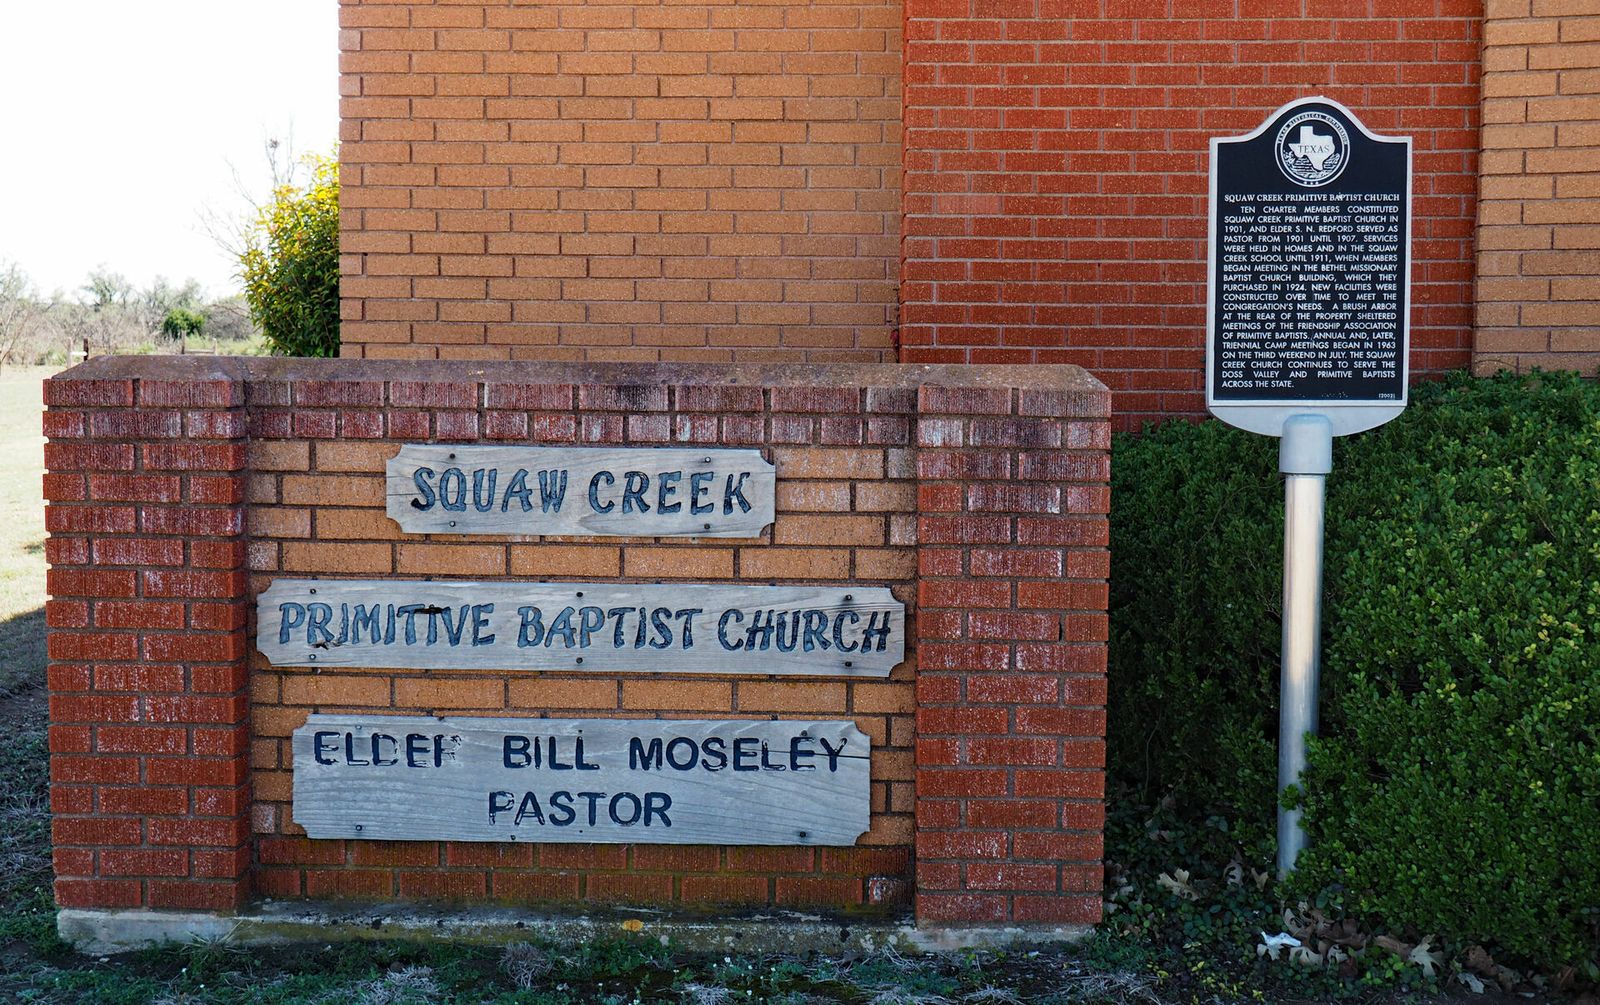 SQUAW CREEK
PRIMITIVE BAPTIST CHURCH
ELDER BILL MOSELEY
PASTOR
TEXAS HISTORICAL COMMISSION
TEXAS
SQUAW CREEK PRIMITIVE BAPTIST CHURCH
TEN CHARTER MEMBERS CONSTITUTED
SQUAW CREEK PRIMITIVE BAPTIST CHURCH IN
1901, AND ELDER S. N. REDFORD SERVED AS
PASTOR FROM 1901 UNTIL 1907. SERVICES
WERE HELD IN HOMES AND IN THE SQUAW
CREEK SCHOOL UNTIL 1911, WHEN MEMBERS
BEGAN MEETING IN THE BETHEL MISSIONARY
BAPTIST CHURCH BUILDING, WHICH THEY
PURCHASED IN 1924. NEW FACILITIES WERE
CONSTRUCTED OVER TIME TO MEET THE
CONGREGATION'S NEEDS. A BRUSH ARBOR
AT THE REAR OF THE PROPERTY SHELTERED
MEETINGS OF THE FRIENDSHIP ASSOCIATION
OF PRIMITIVE BAPTISTS. ANNUAL AND, LATER,
TRIENNIAL CAMP MEETINGS BEGAN IN 1963
ON THE THIRD WEEKEND IN JULY. THE SQUAW
CREEK CHURCH CONTINUES TO SERVE THE
DOSS VALLEY AND PRIMITIVE BAPTISTS
ACROSS THE STATE.
(2002)